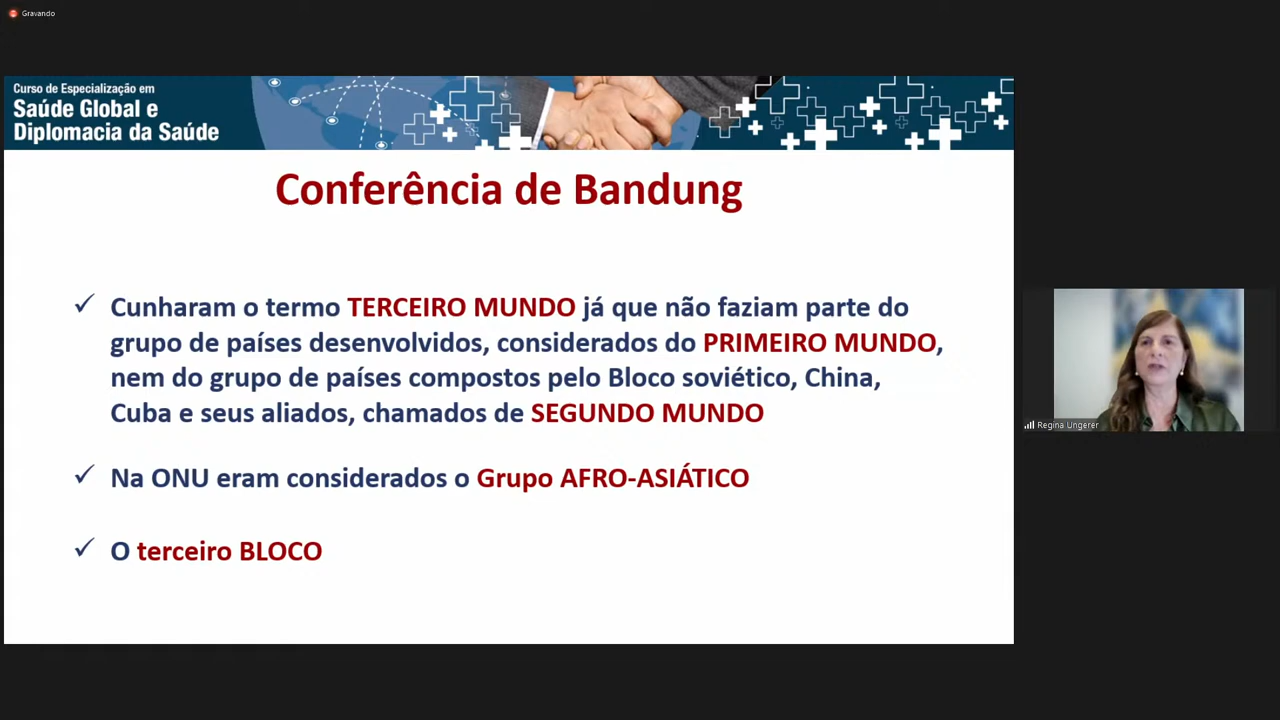 Gravando
Curso de Especialização em
Saúde Global e
Diplomacia da Saúde
Conferência de Bandung
✓ Cunharam o termo TERCEIRO MUNDO já que não faziam parte do
grupo de países desenvolvidos, considerados do PRIMEIRO MUNDO,
nem do grupo de países compostos pelo Bloco soviético, China,
Cuba e seus aliados, chamados de SEGUNDO MUNDO
✓ Na ONU eram considerados o Grupo AFRO-ASIÁTICO
✓ O terceiro BLOCO
Regina Ungerer